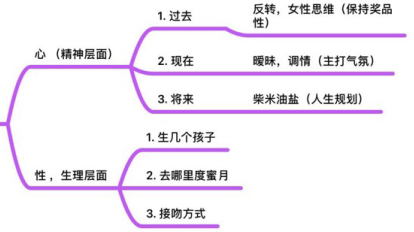 心 （精神层面）
1. 过去
反转，女性思维（保持奖品
性）
2. 现在
暧昧，调情（主打气氛）
3. 将来
柴米油盐（人生规划）
性 ，生理层面
1. 生几个孩子
2. 去哪里度蜜月
3. 接吻方式